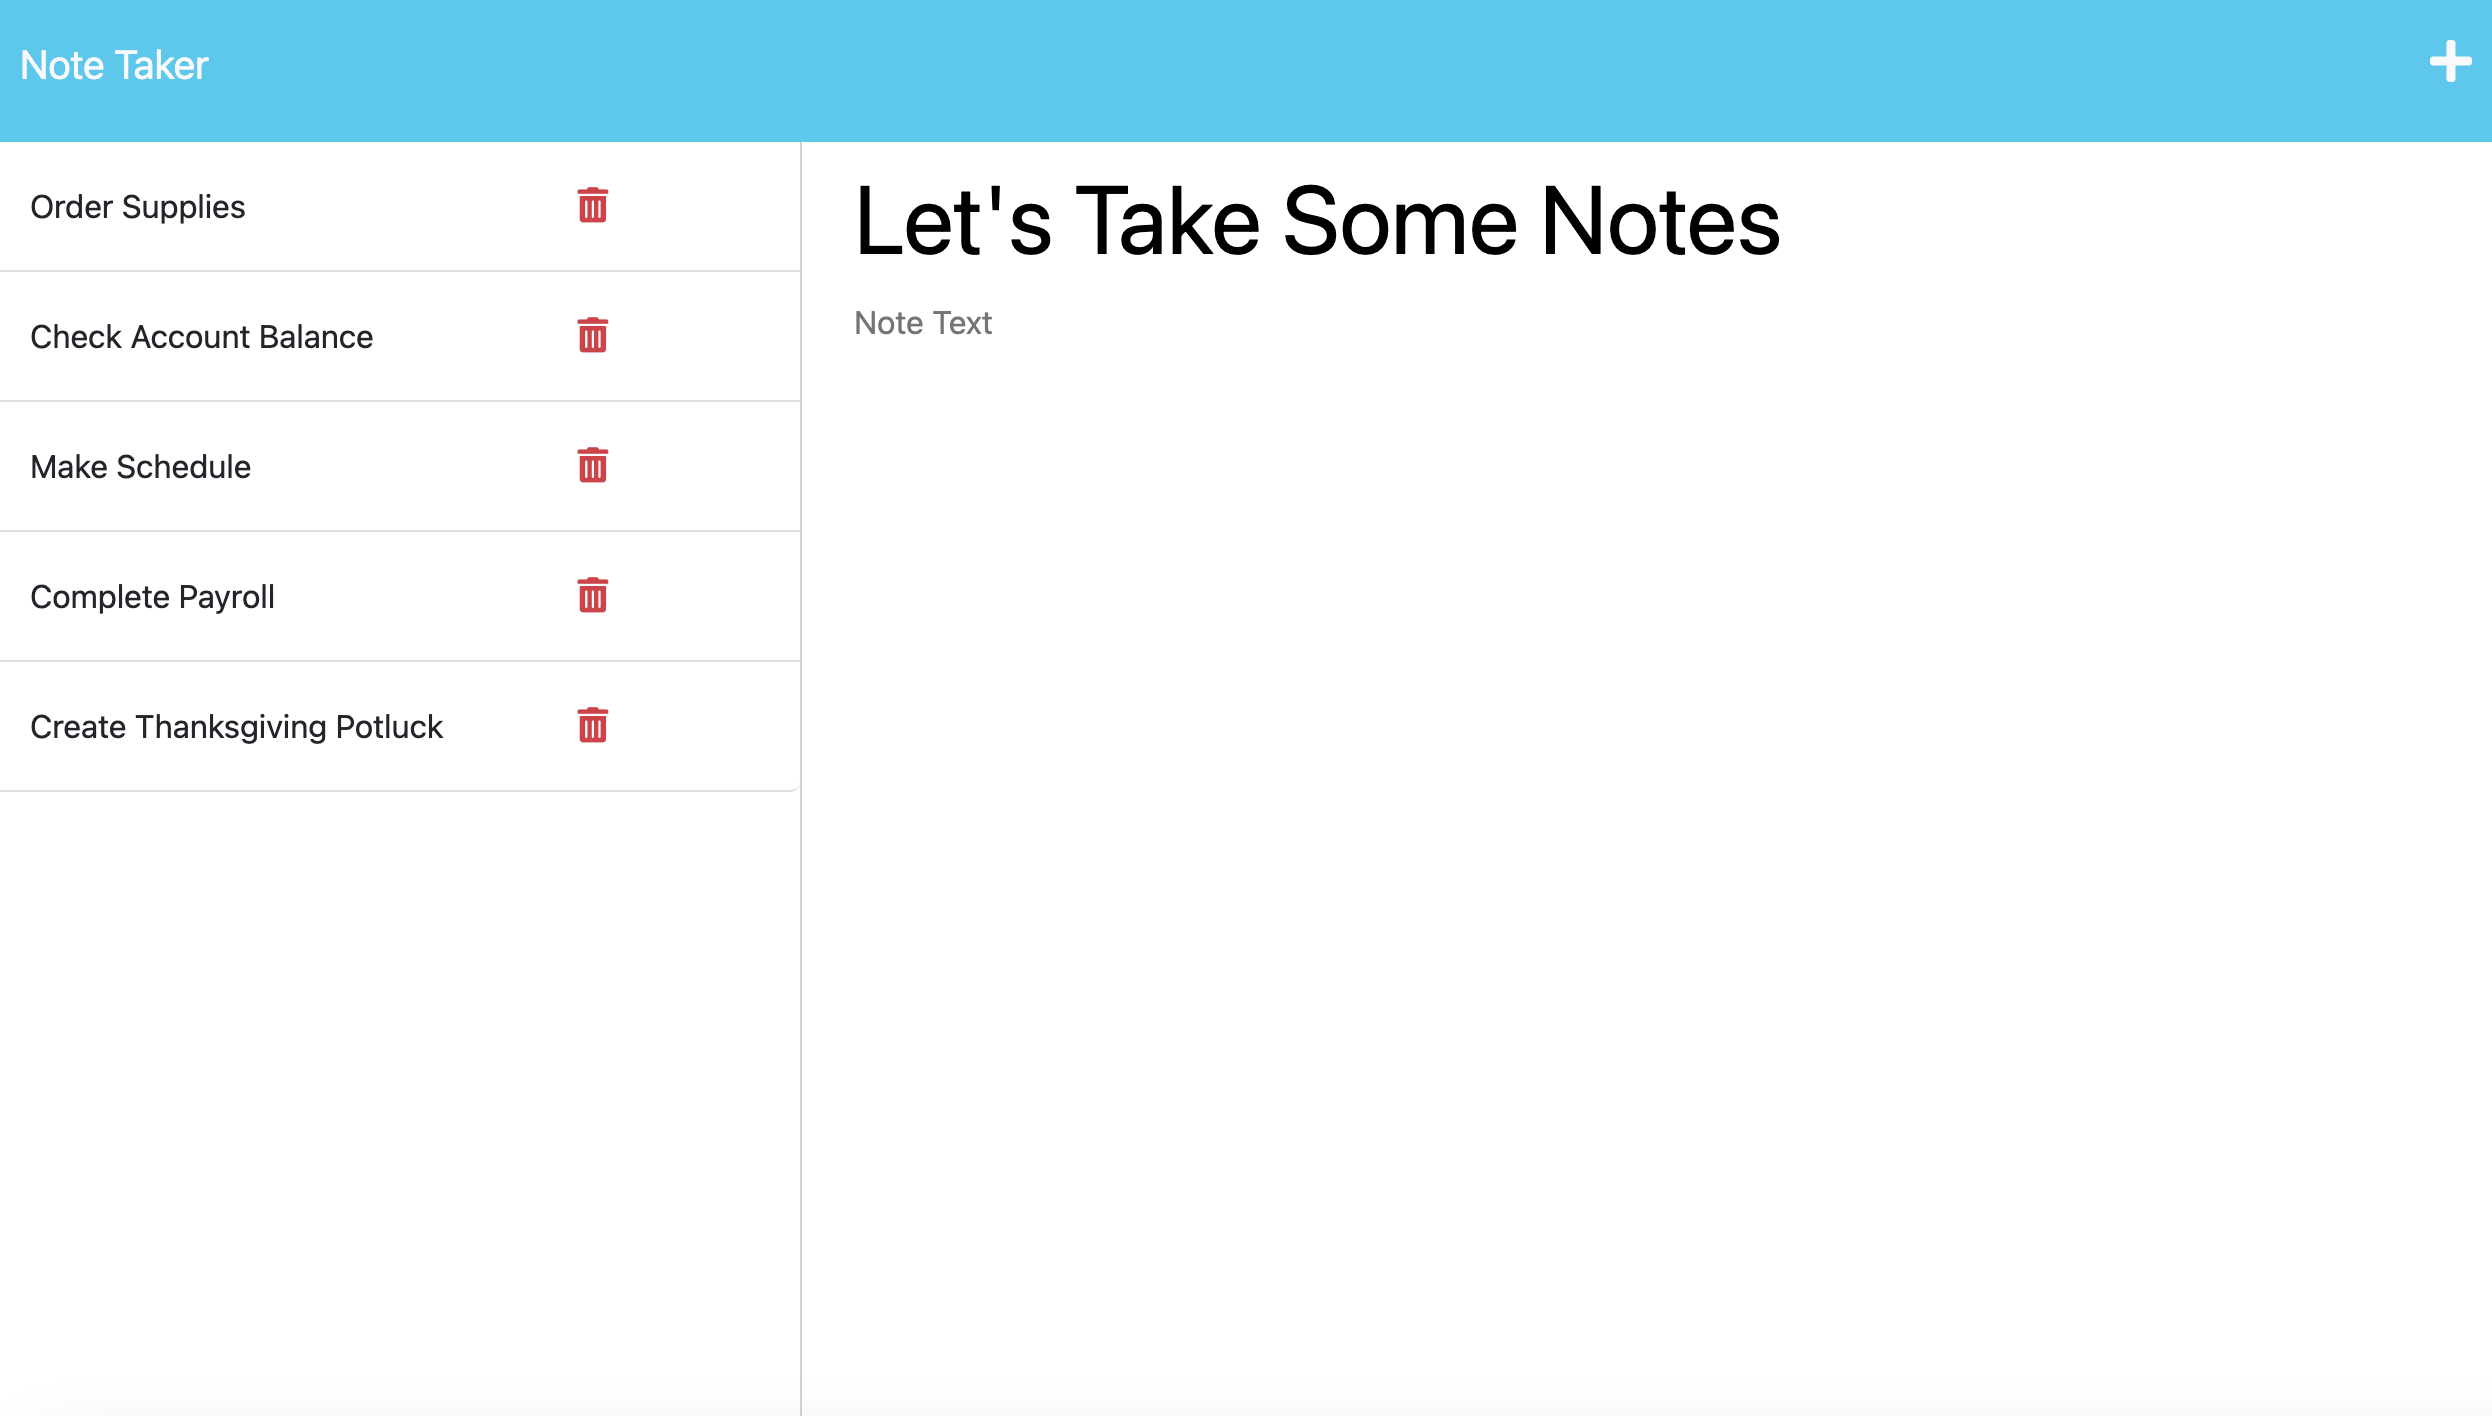 Note Taker
Order Supplies
Check Account Balance
Make Schedule
Complete Payroll
Create Thanksgiving Potluck
Let's Take Some Notes
Note Text